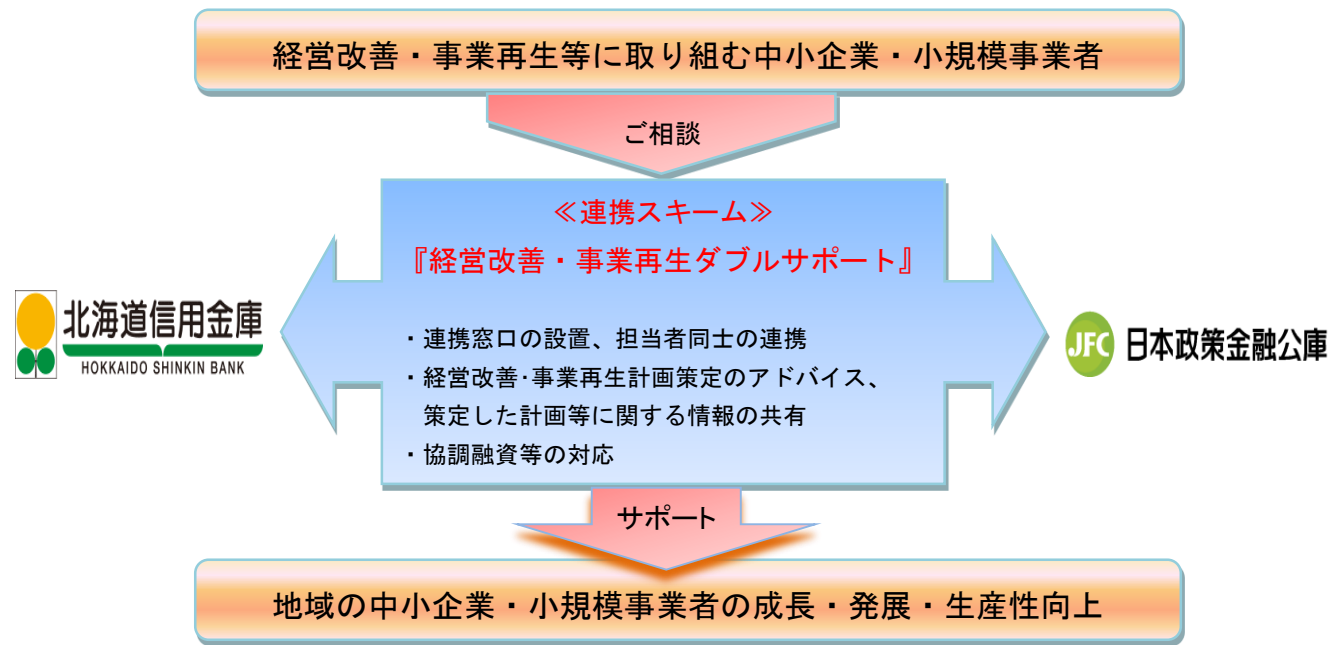 経営改善・事業再生等に取り組む中小企業・小規模事業者
ご相談
≪連携スキーム≫
『経営改善・事業再生ダブルサポート』
・連携窓口の設置、担当者同士の連携
・経営改善･事業再生計画策定のアドバイス、
策定した計画等に関する情報の共有
・協調融資等の対応
北海道信用金庫
HOKKAIDO SHINKIN BANK
JFC 日本政策金融公庫
サポート
地域の中小企業・小規模事業者の成長・発展・生産性向上